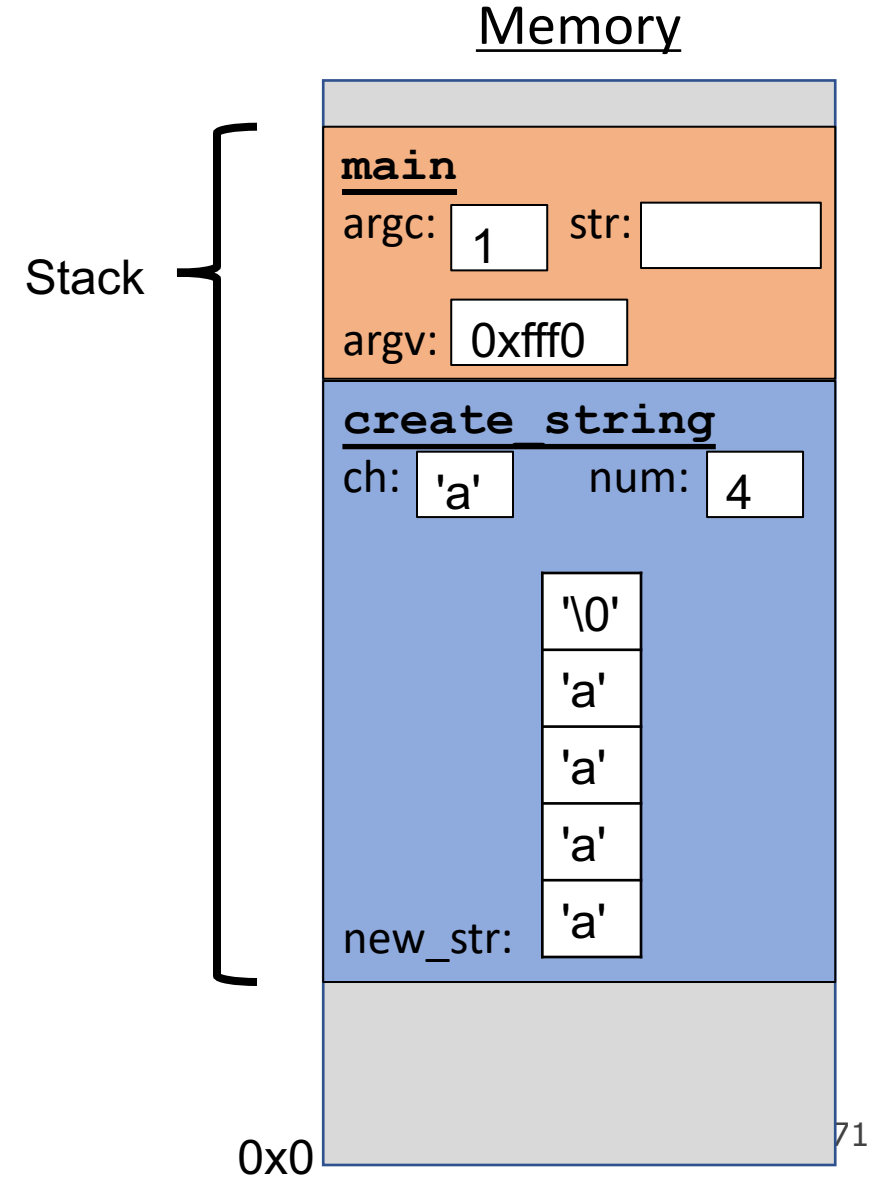 Memory
main
argc: 1 str:
Stack
argv: 0xfff0
create_string
ch: 'a' num: 4
'\0'
'a'
'a'
'a'
new_str: 'a'
0x0
71